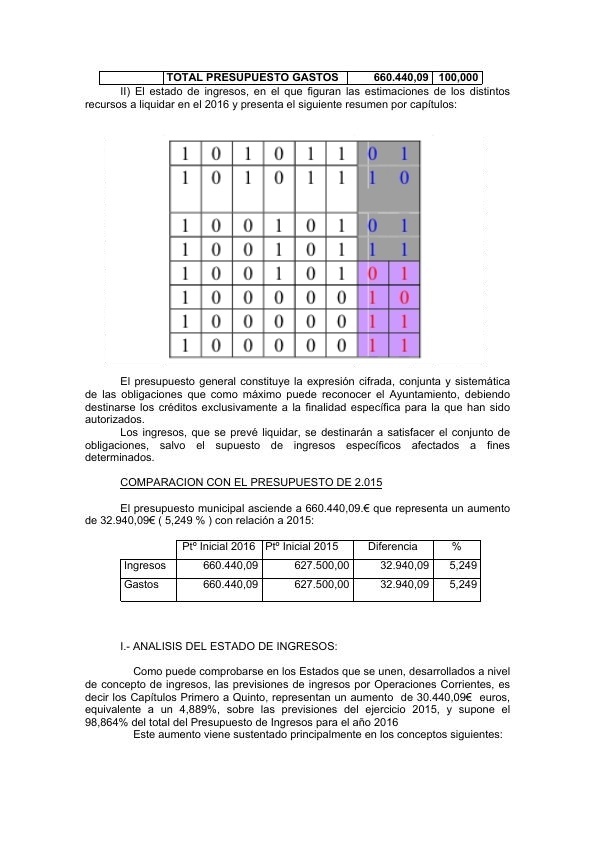 TOTAL PRESUPUESTO GASTOS 660.440,09 100,000
II) El estado de ingresos, en el que figuran las estimaciones de los distintos
recursos a liquidar en el 2016 y presenta el siguiente resumen por capítulos:
1 0 1 0 1 1 0 1
1 0 1 0 1 1 1 0
1 0 0 1 0 1 0 1
1 0 0 1 0 1 1 1
1 0 0 1 0 1 0 1
1 0 0 0 0 0 1 0
1 0 0 0 0 0 1 1
1 0 0 0 0 0 1 1
El presupuesto general constituye la expresión cifrada, conjunta y sistemática
de las obligaciones que como máximo puede reconocer el Ayuntamiento, debiendo
destinarse los créditos exclusivamente a la finalidad específica para la que han sido
autorizados.
Los ingresos, que se prevé liquidar, se destinarán a satisfacer el conjunto de
obligaciones, salvo el supuesto de ingresos específicos afectados a fines
determinados.
COMPARACION CON EL PRESUPUESTO DE 2.015
El presupuesto municipal asciende a 660.440,09.€ que representa un aumento
de 32.940,09€ ( 5,249 % ) con relación a 2015:
Ptº Inicial 2016 Ptº Inicial 2015 Diferencia %
Ingresos 660.440,09 627.500,00 32.940,09 5,249
Gastos 660.440,09 627.500,00 32.940,09 5,249
I.- ANALISIS DEL ESTADO DE INGRESOS:
Como puede comprobarse en los Estados que se unen, desarrollados a nivel
de concepto de ingresos, las previsiones de ingresos por Operaciones Corrientes, es
decir los Capítulos Primero a Quinto, representan un aumento de 30.440,09€ euros,
equivalente a un 4,889%, sobre las previsiones del ejercicio 2015, y supone el
98,864% del total del Presupuesto de Ingresos para el año 2016
Este aumento viene sustentado principalmente en los conceptos siguientes: